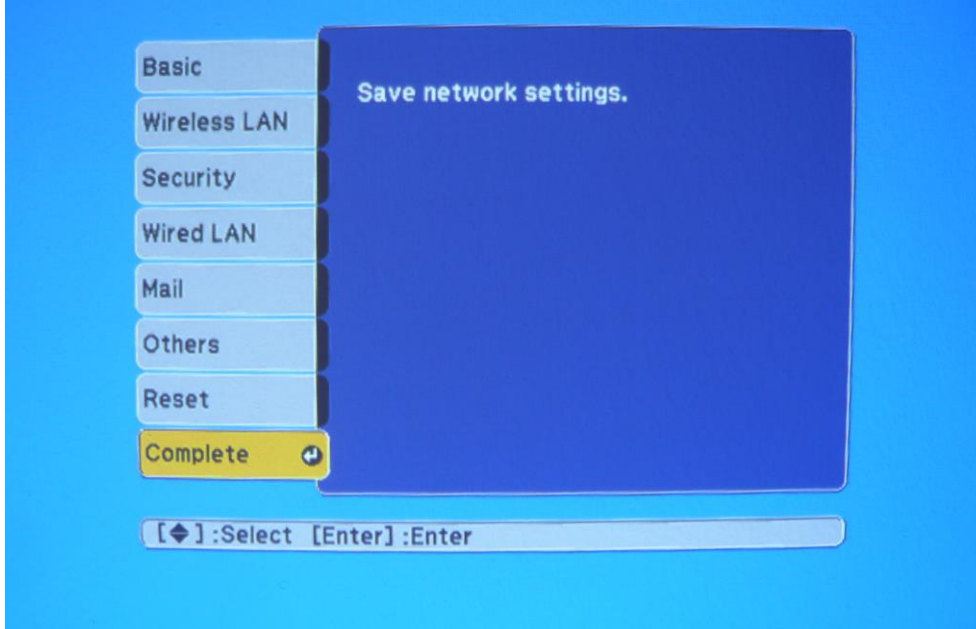 Basic
Save network settings.
Wireless LAN
Security
Wired LAN
Mail
Others
Reset
Complete
[◆]:Select [Enter]:Enter